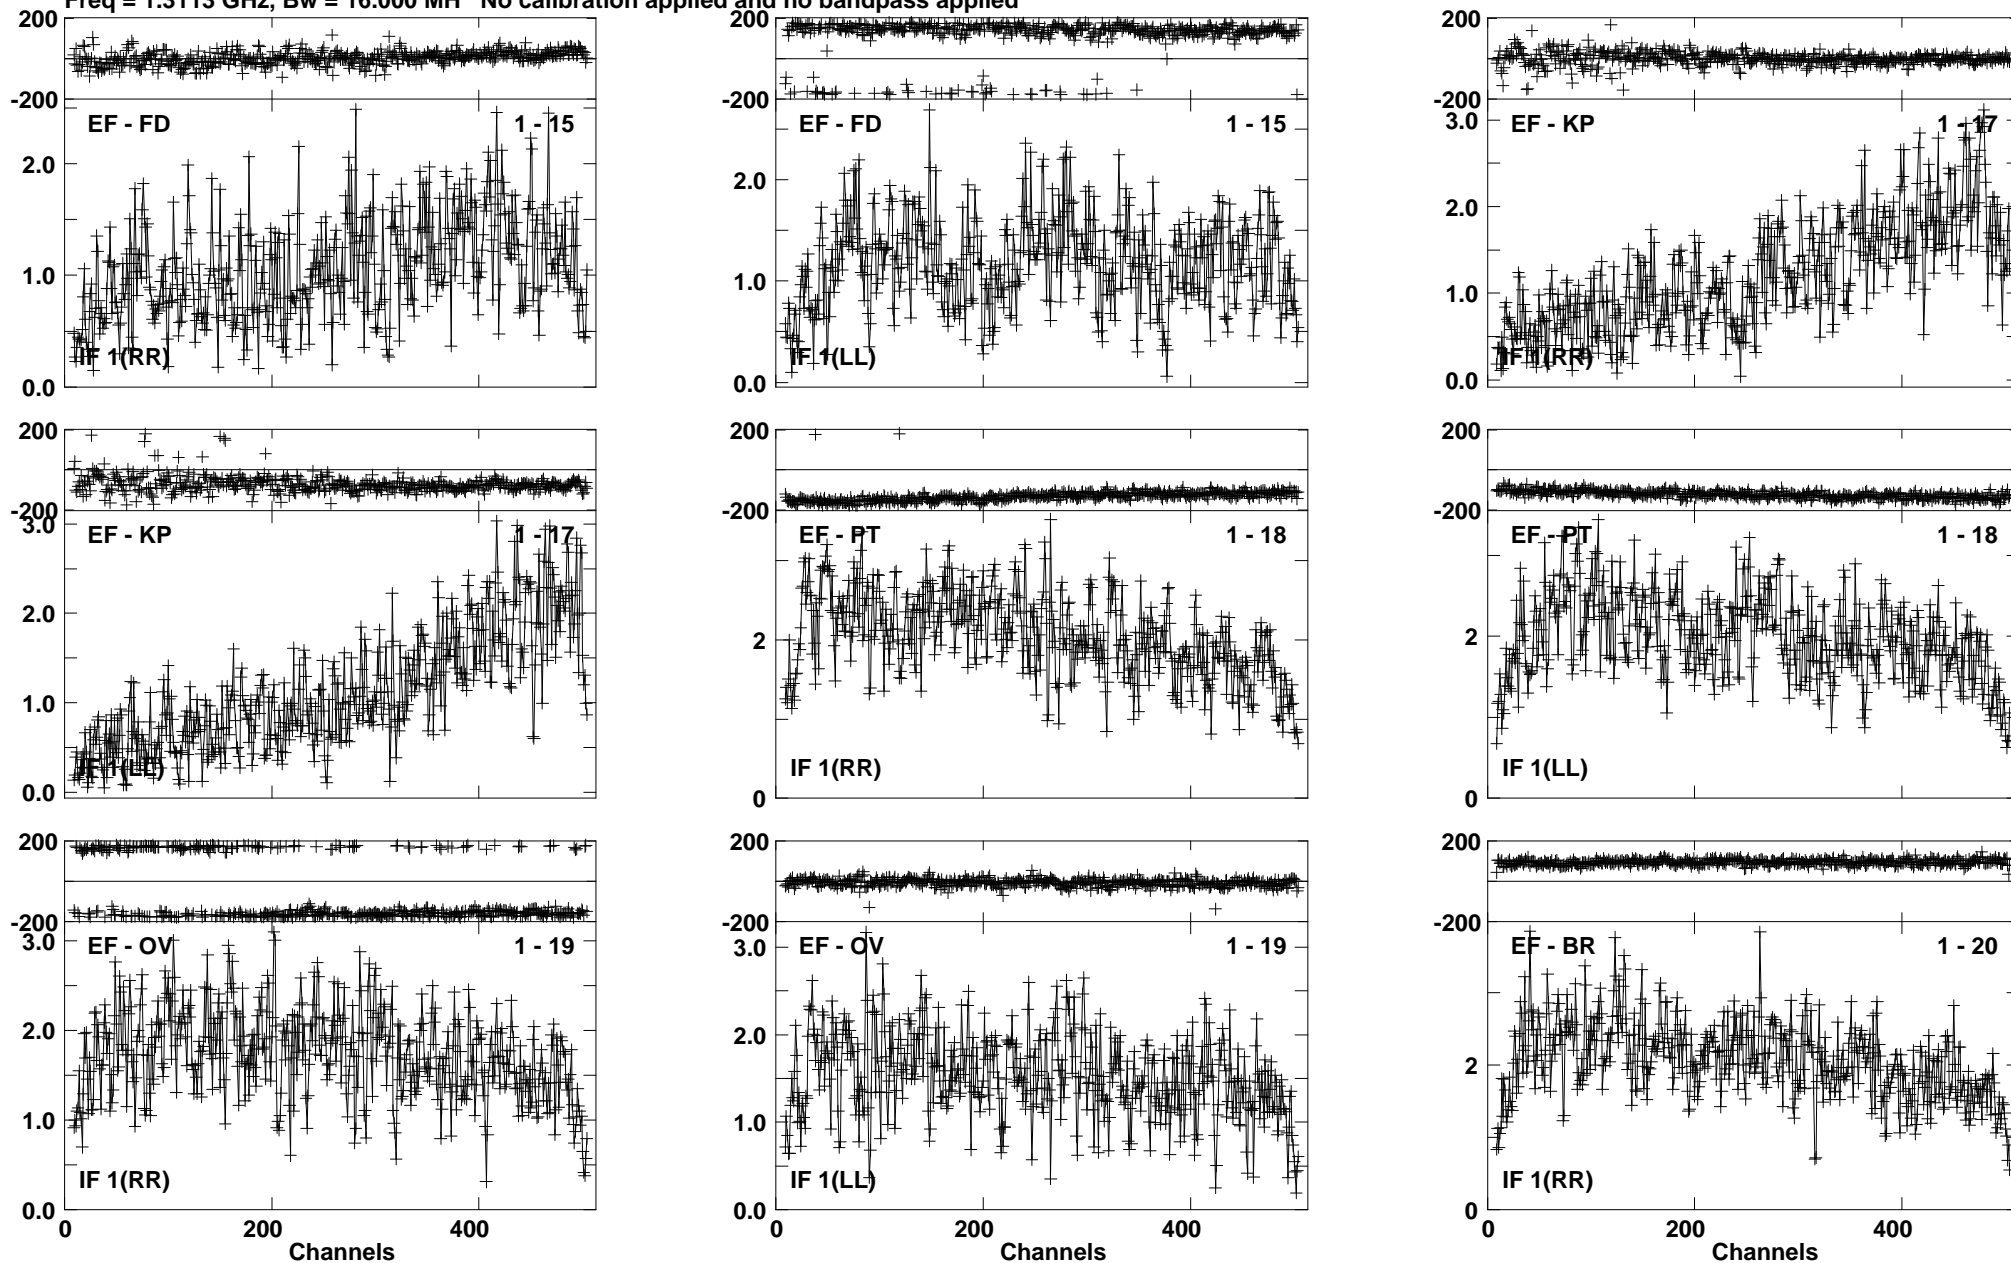 Freq = 1.3113 GHz, Bw = 16.000 MH  No calibration applied and no bandpass applied
200
-200
EF - FD 1 - 15
2.0
1.0
0.0
IF 1(RR)
200
-200
EF - FD 1 - 15
2.0
1.0
0.0
IF 1(LL)
200
-200
EF - KP 1 - 17
3.0
2.0
1.0
0.0
IF 1(RR)
200
-200
EF - KP 1 - 17
3.0
2.0
1.0
0.0
IF 1(LL)
200
-200
EF - PT 1 - 18
2
0
IF 1(RR)
200
-200
EF - PT 1 - 18
2
0
IF 1(LL)
200
-200
EF - OV 1 - 19
3.0
2.0
1.0
0.0
IF 1(RR)
0 200 400
Channels
200
-200
EF - OV 1 - 19
3.0
2.0
1.0
0.0
IF 1(LL)
0 200 400
Channels
200
-200
EF - BR 1 - 20
2
0
IF 1(RR)
0 200 400
Channels